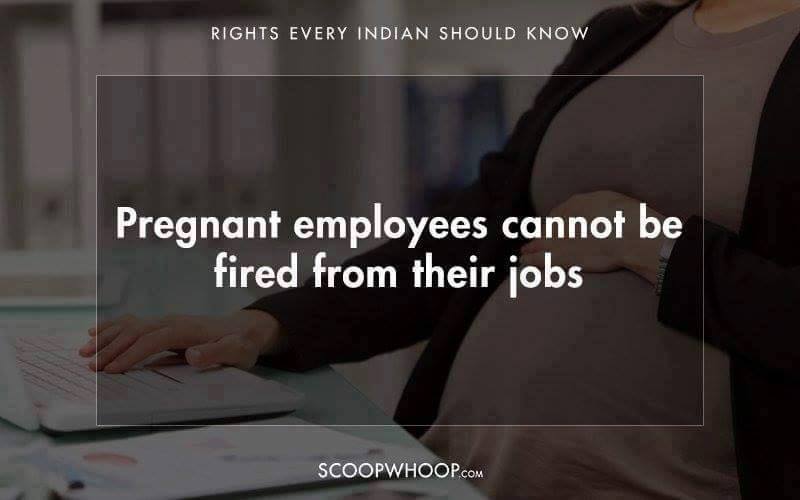 RIGHTS EVERY INDIAN SHOULD KNOW
Pregnant employees cannot be
fired from their jobs
SCOOPWHOOP.COM